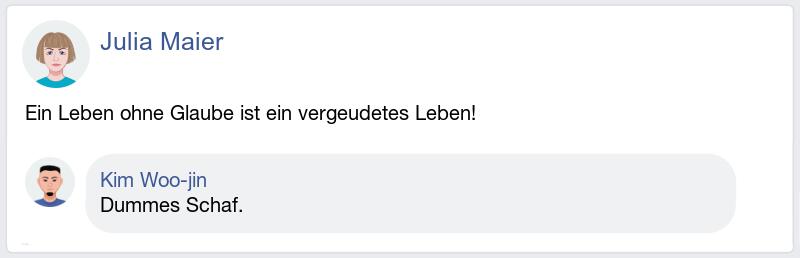 Julia Maier
Ein Leben ohne Glaube ist ein vergeudetes Leben!
Kim Woo-jin
Dummes Schaf.